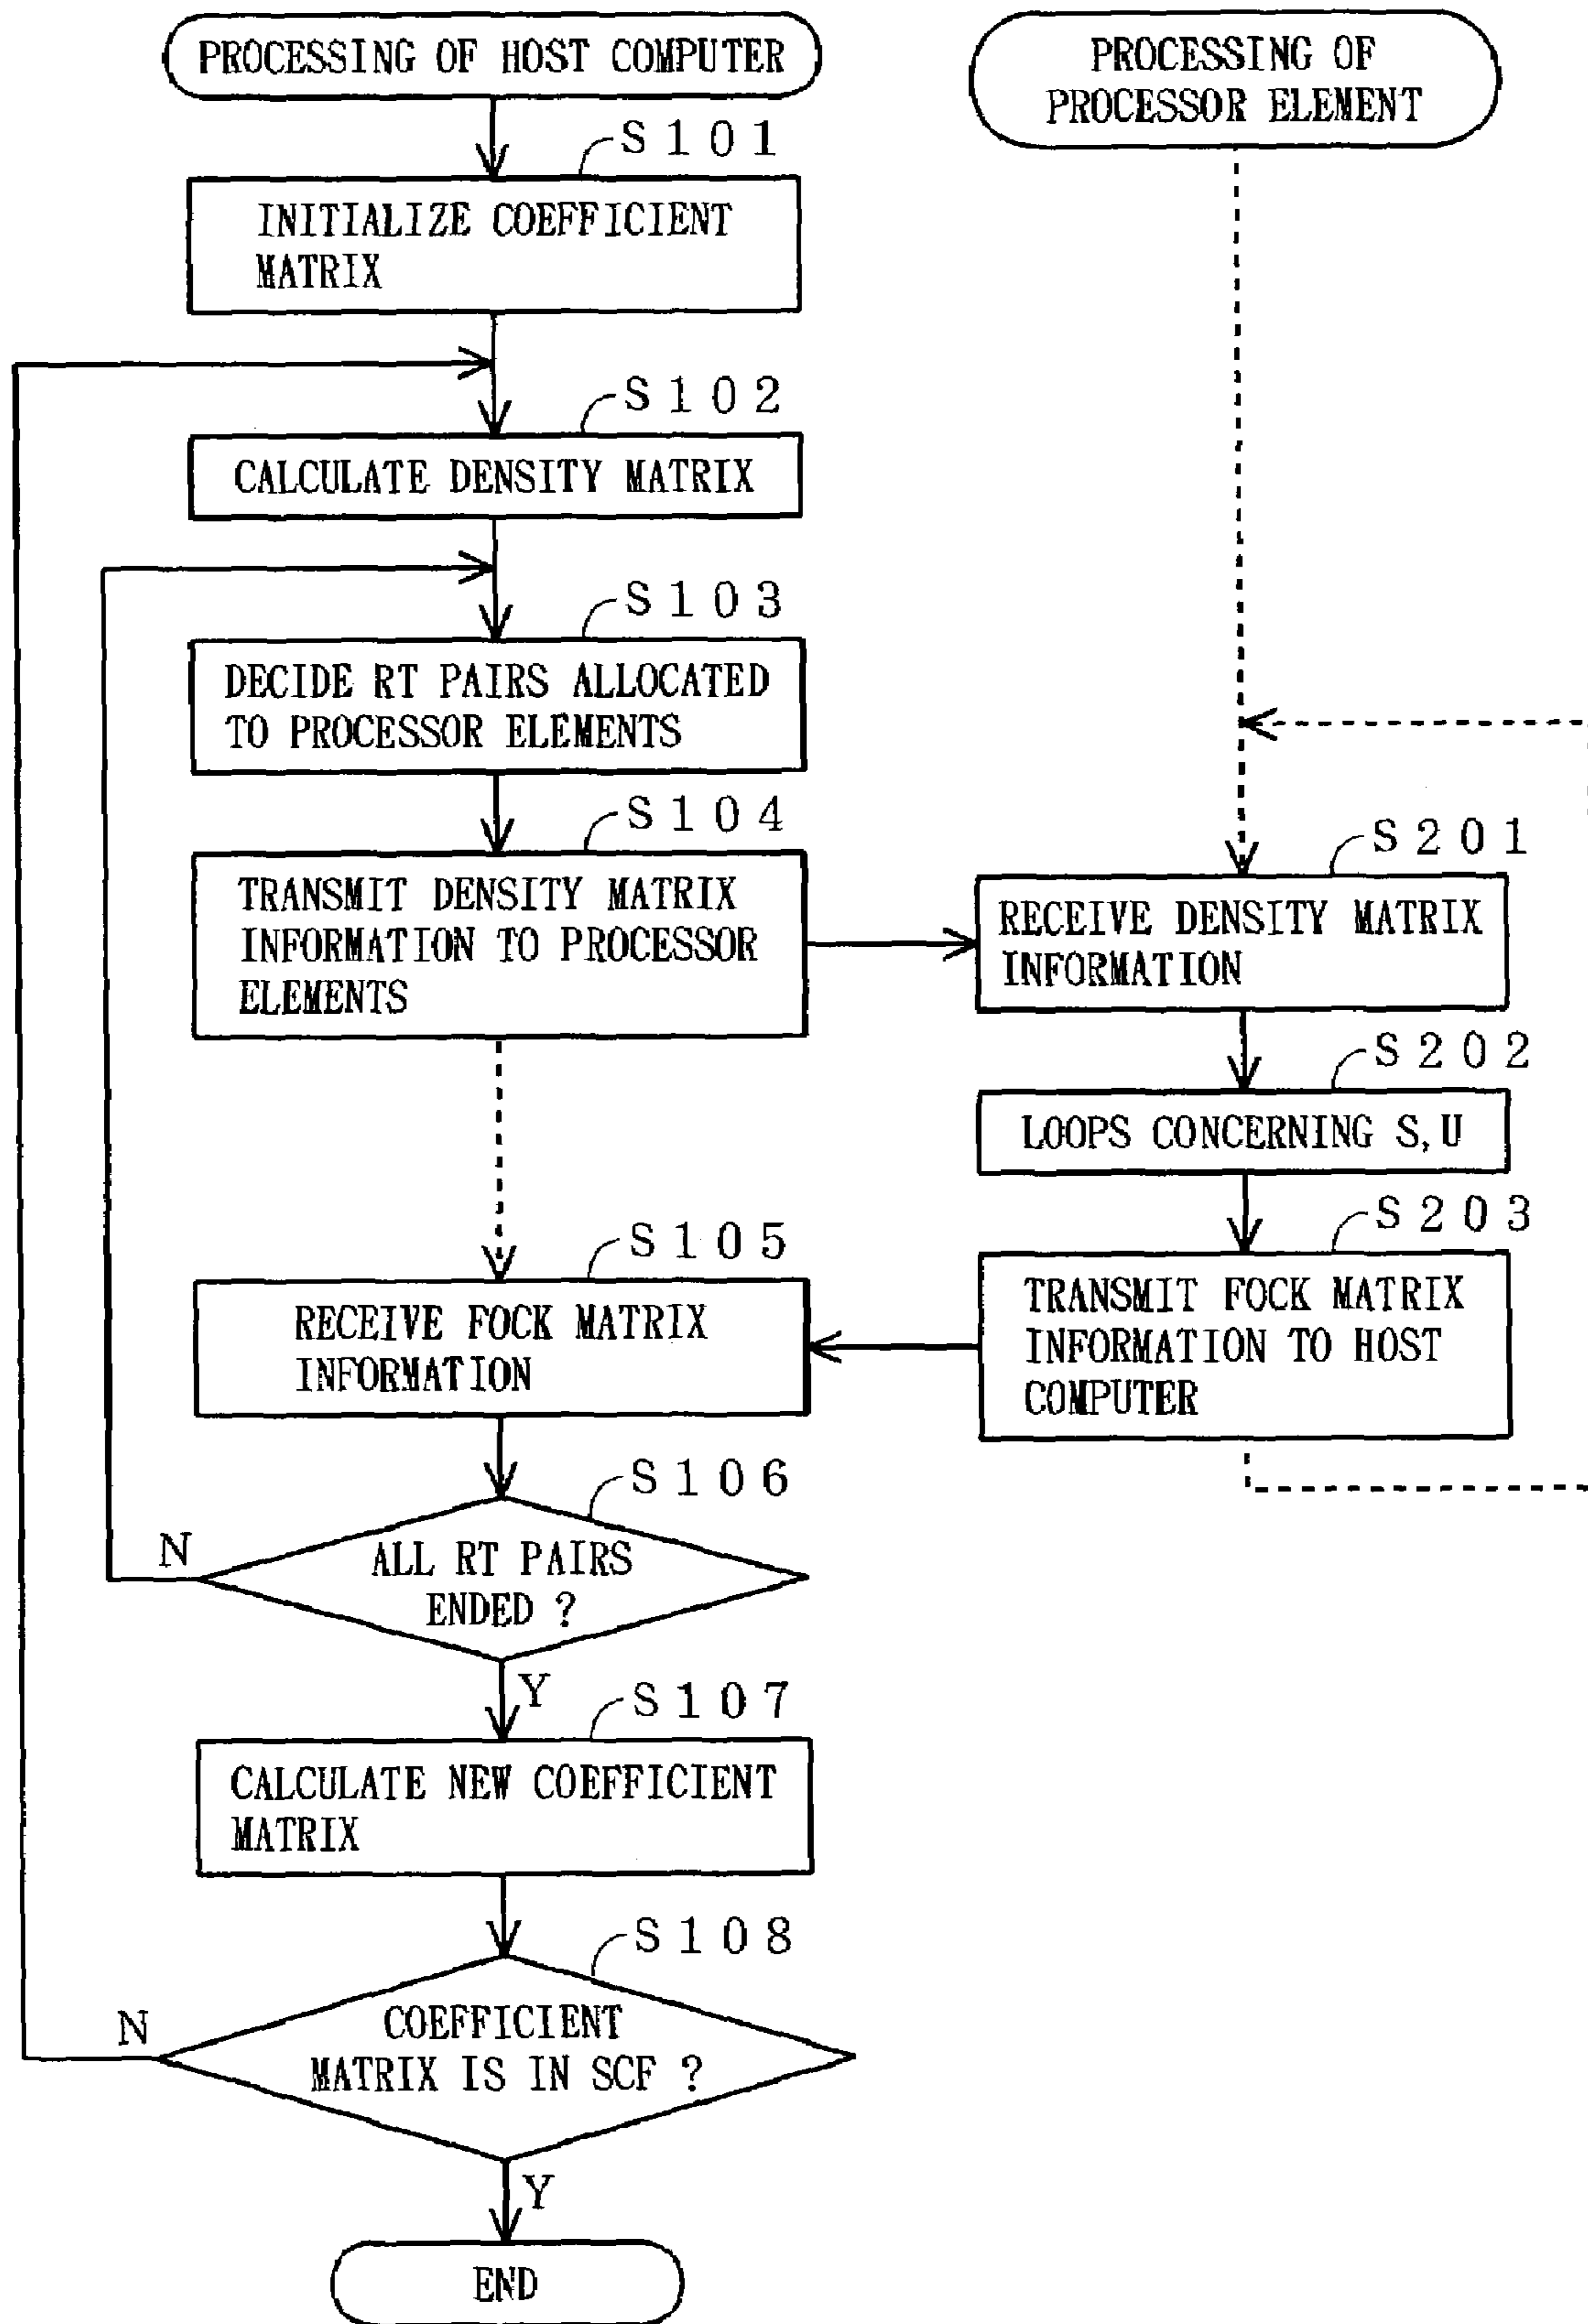 PROCESSING OF HOST COMPUTER
S101
INITIALIZE COEFFICIENT
MATRIX
S102
CALCULATE DENSITY MATRIX
S103
DECIDE RT PAIRS ALLOCATED
TO PROCESSOR ELEMENTS
S104
TRANSMIT DENSITY MATRIX
INFORMATION TO PROCESSOR
ELEMENTS
S105
RECEIVE FOCK MATRIX
INFORMATION
S106
ALL RT PAIRS
ENDED ?
N
Y
S107
CALCULATE NEW COEFFICIENT
MATRIX
S108
COEFFICIENT
MATRIX IS IN SCF ?
N
Y
END
PROCESSING OF
PROCESSOR ELEMENT
S201
RECEIVE DENSITY MATRIX
INFORMATION
S202
LOOPS CONCERNING S, U
S203
TRANSMIT FOCK MATRIX
INFORMATION TO HOST
COMPUTER